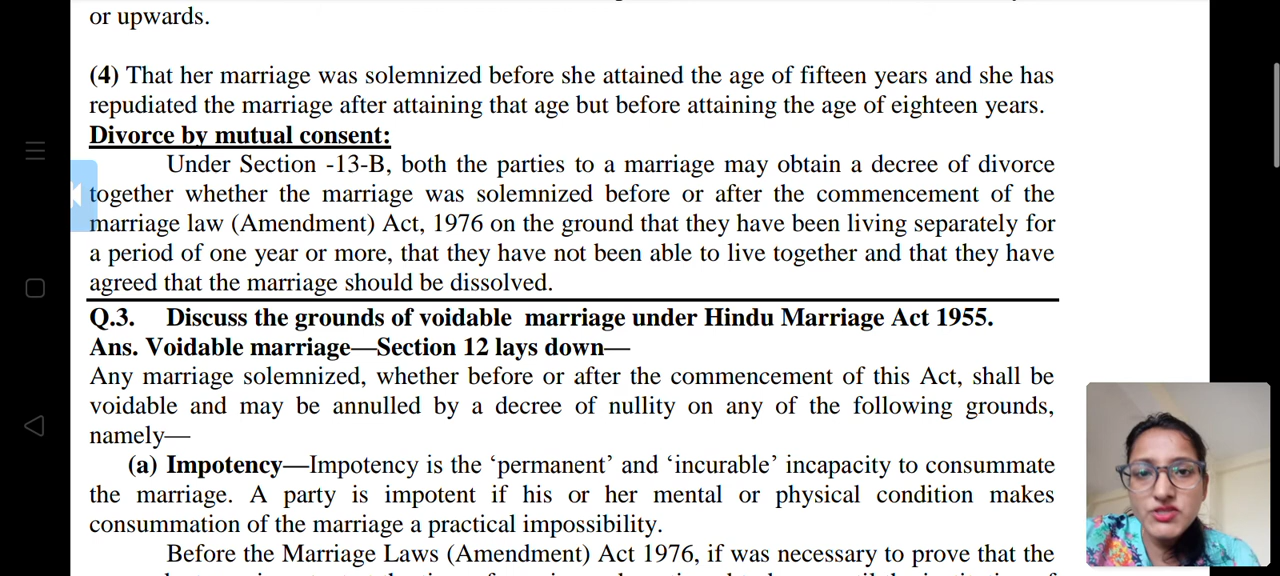 or upwards.
(4) That her marriage was solemnized before she attained the age of fifteen years and she has
repudiated the marriage after attaining that age but before attaining the age of eighteen years.
Divorce by mutual consent:
Under Section -13-B, both the parties to a marriage may obtain a decree of divorce
together whether the marriage was solemnized before or after the commencement of the
marriage law (Amendment) Act, 1976 on the ground that they have been living separately for
a period of one year or more, that they have not been able to live together and that they have
agreed that the marriage should be dissolved.
Q.3. Discuss the grounds of voidable marriage under Hindu Marriage Act 1955.
Ans. Voidable marriage—Section 12 lays down—
Any marriage solemnized, whether before or after the commencement of this Act, shall be
voidable and may be annulled by a decree of nullity on any of the following grounds,
namely—
(a) Impotency—Impotency is the ‘permanent’ and ‘incurable’ incapacity to consummate
the marriage. A party is impotent if his or her mental or physical condition makes
consummation of the marriage a practical impossibility.
Before the Marriage Laws (Amendment) Act 1976, if was necessary to prove that the